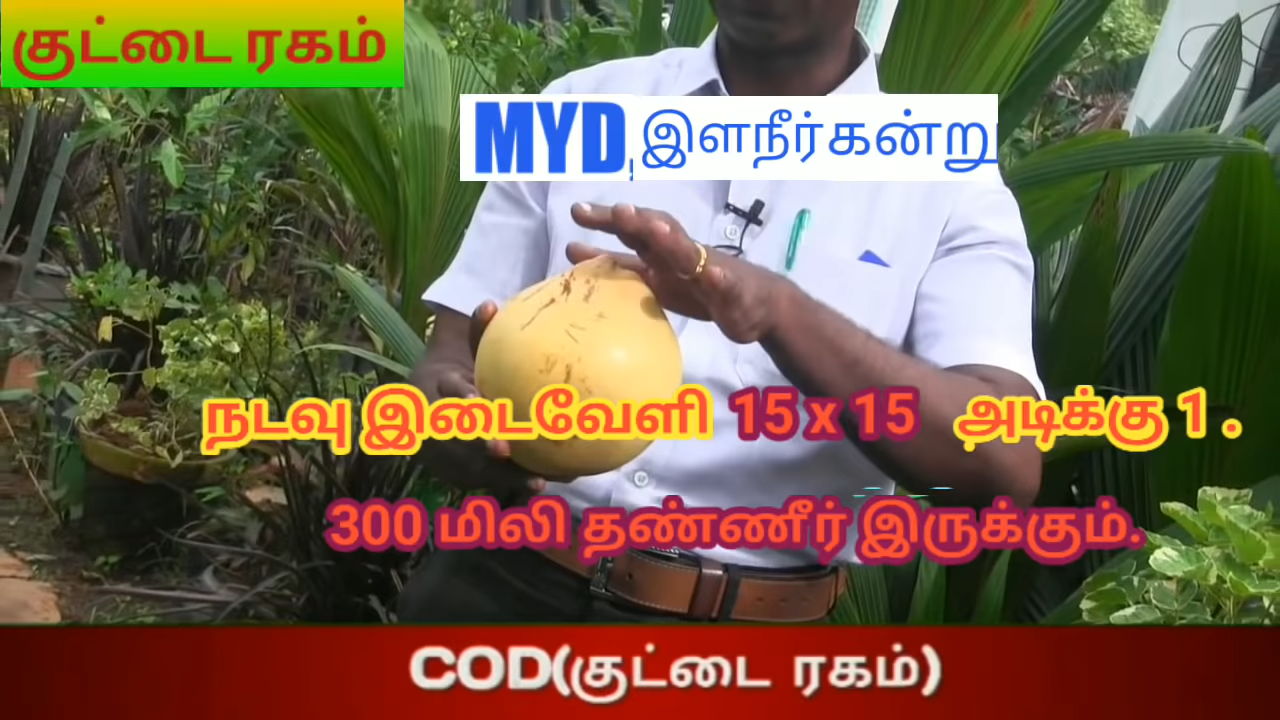 குட்டை ரகம்
MYD, இளநீர்கன்று
நடவு இடைவேளி 15 x 15 அடிக்கு 1 .
300 மிலி தண்ணீர் இருக்கும்.
COD(குட்டை ரகம்)